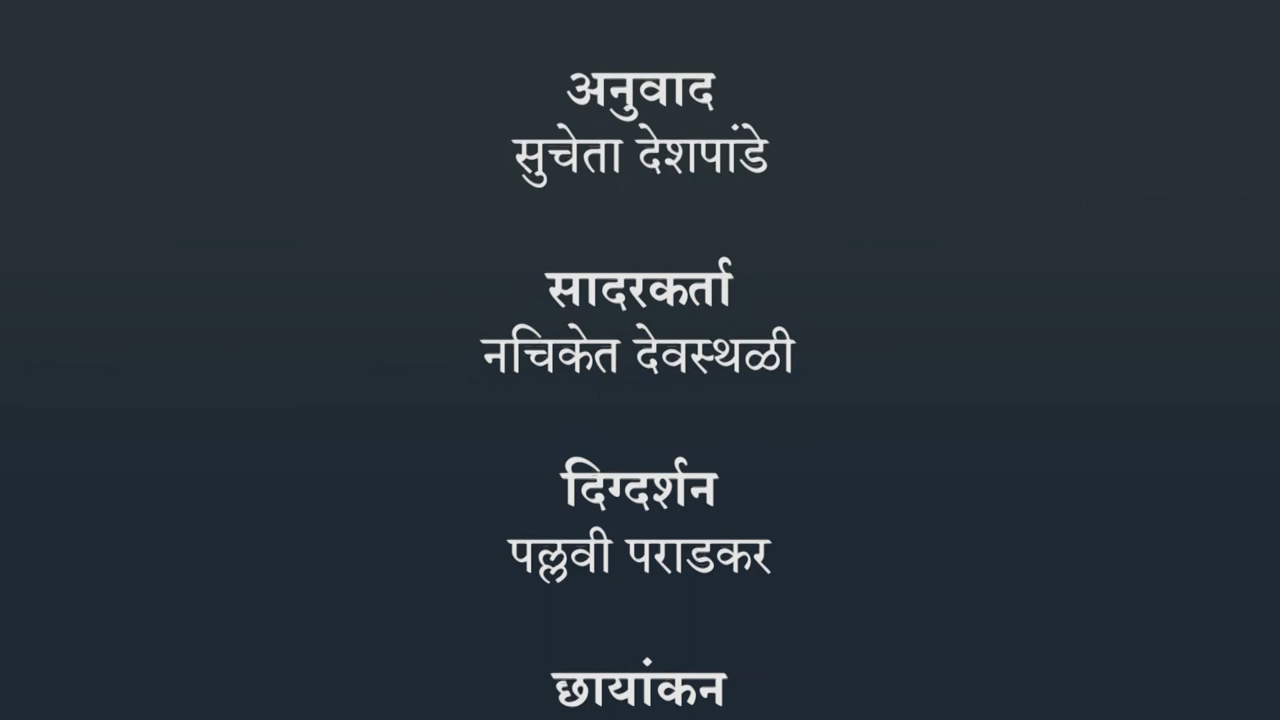 अनुवाद
सुचेता देशपांडे
सादरकर्ता
नचिकेत देवस्थळी
दिग्दर्शन
पल्लवी पराडकर
छायांकन